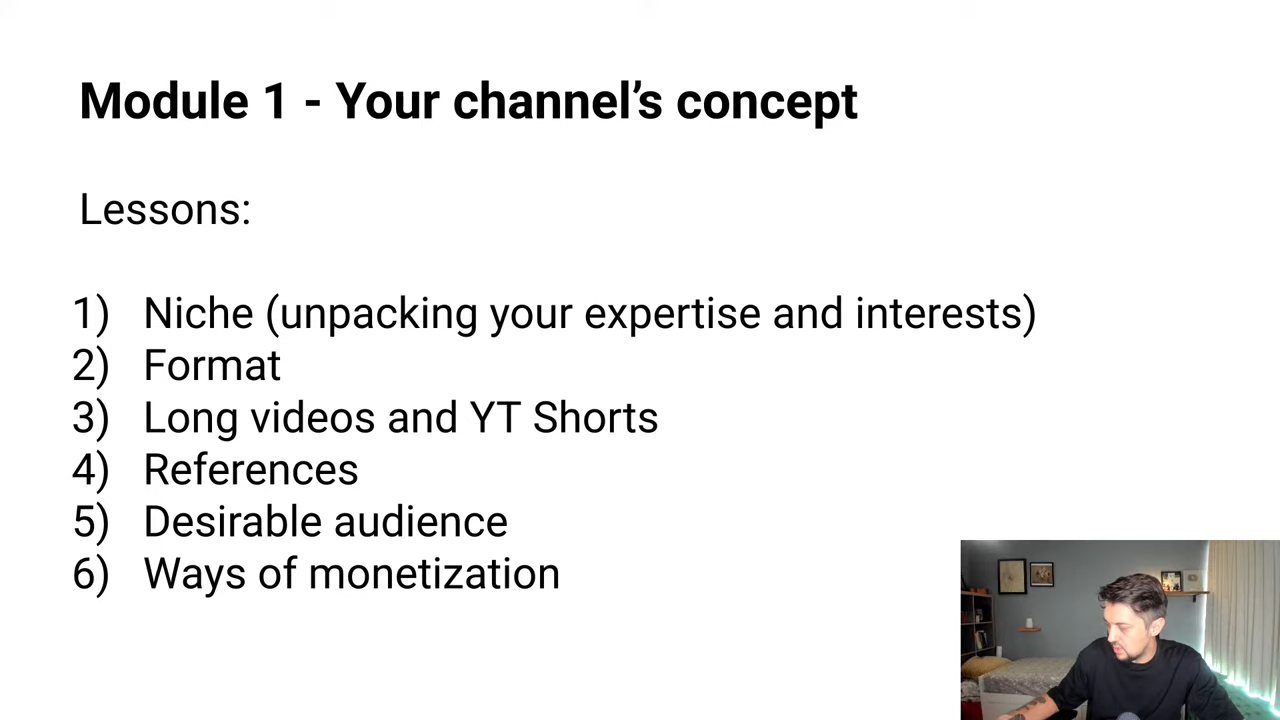 Module 1 - Your channel’s concept
Lessons:
1) Niche (unpacking your expertise and interests)
2) Format
3) Long videos and YT Shorts
4) References
5) Desirable audience
6) Ways of monetization